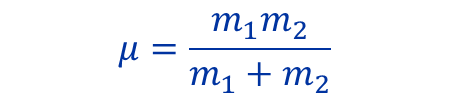 μ = m₁m₂ / (m₁ + m₂)